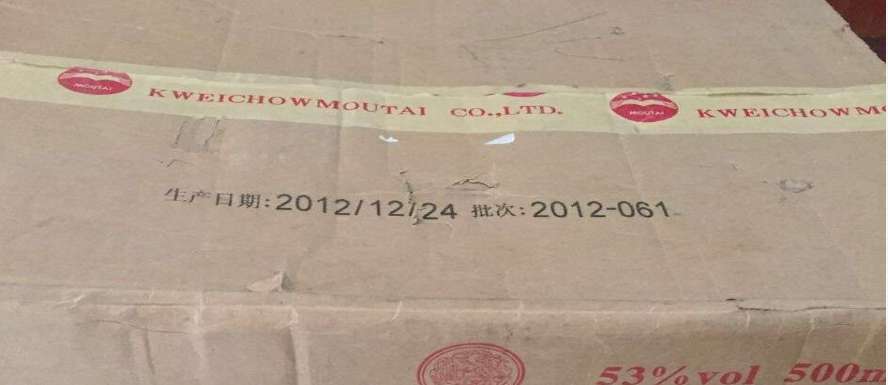 MOUTAI KWEICHOWMOUTAI CO.,LTD. MOUTAI KWEICHOWM
生产日期:2012/12/24 批次:2012-061
53%vol 500m